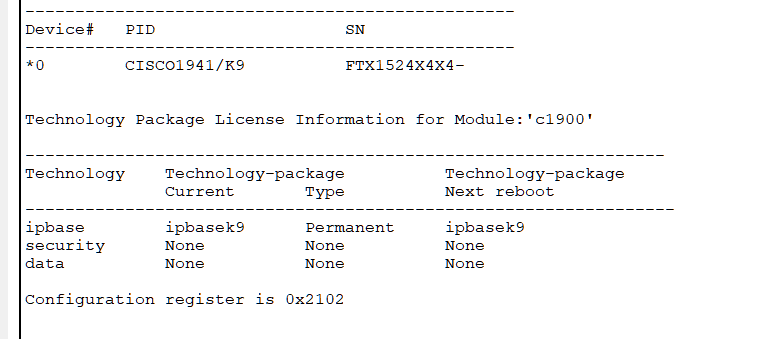 -------------------------------------------------
Device#   PID                   SN
-------------------------------------------------
*0        CISCO1941/K9          FTX1524X4X4-
Technology Package License Information for Module:'c1900'
----------------------------------------------------------------
Technology    Technology-package          Technology-package
              Current       Type          Next reboot
-----------------------------------------------------------------
ipbase        ipbasek9      Permanent     ipbasek9
security      None          None          None
data          None          None          None
Configuration register is 0x2102